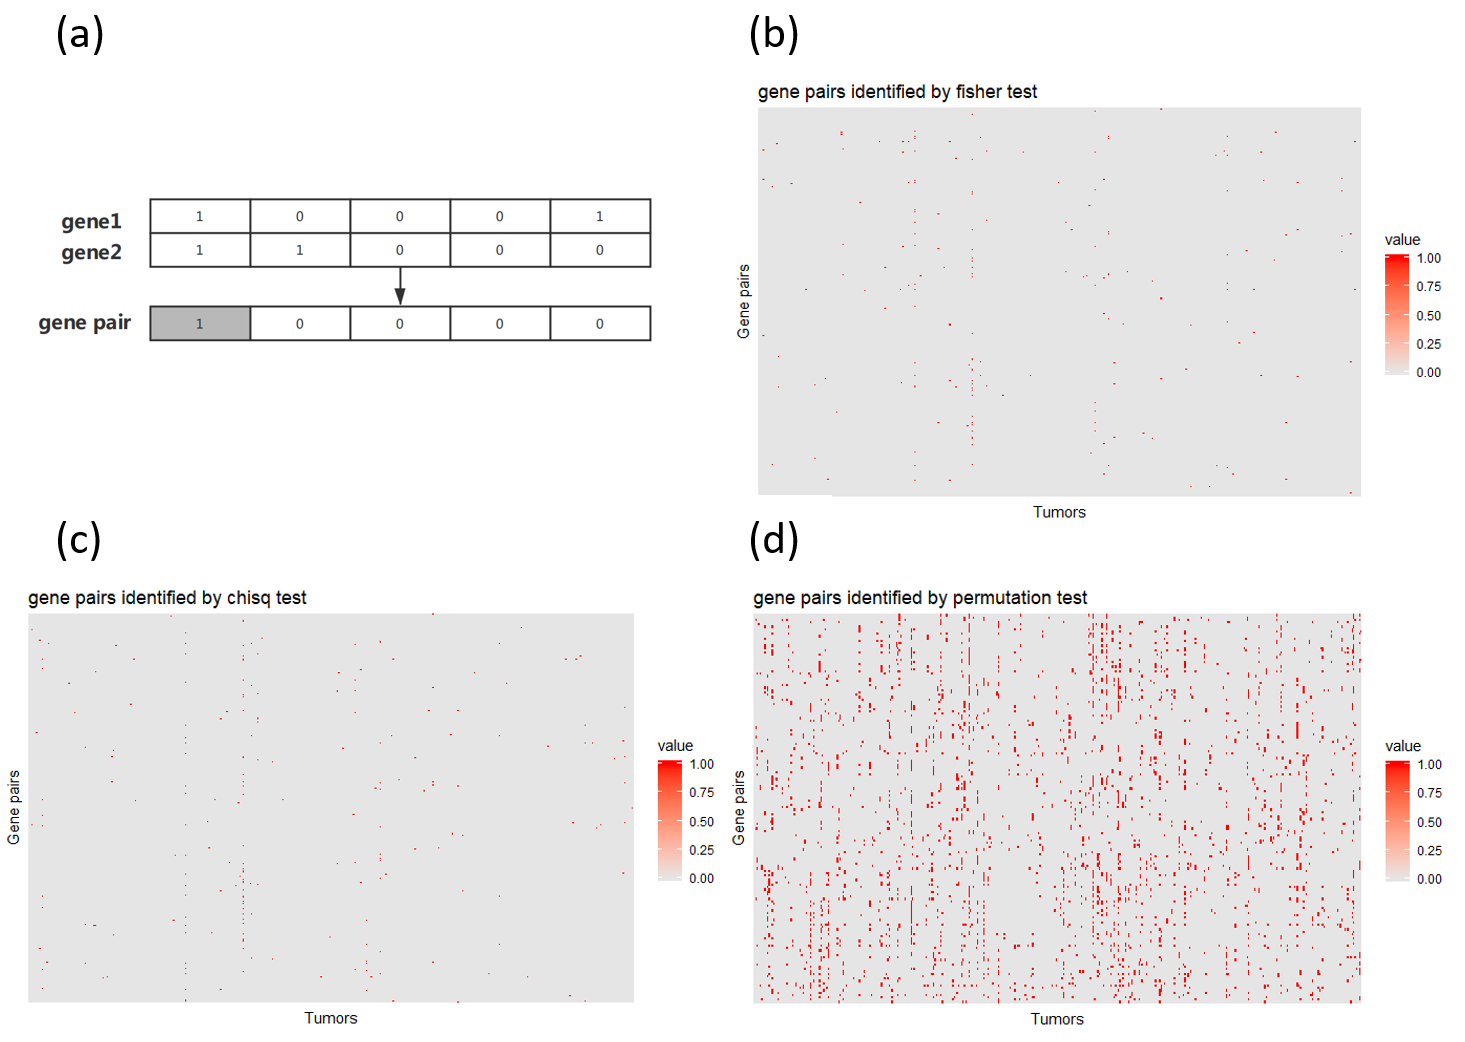 (a)
gene1 1 0 0 0 1
gene2 1 1 0 0 0
gene pair 1 0 0 0 0
(b)
gene pairs identified by fisher test
Gene pairs
Tumors
value
1.00
0.75
0.50
0.25
0.00
(c)
gene pairs identified by chisq test
Gene pairs
Tumors
value
1.00
0.75
0.50
0.25
0.00
(d)
gene pairs identified by permutation test
Gene pairs
Tumors
value
1.00
0.75
0.50
0.25
0.00